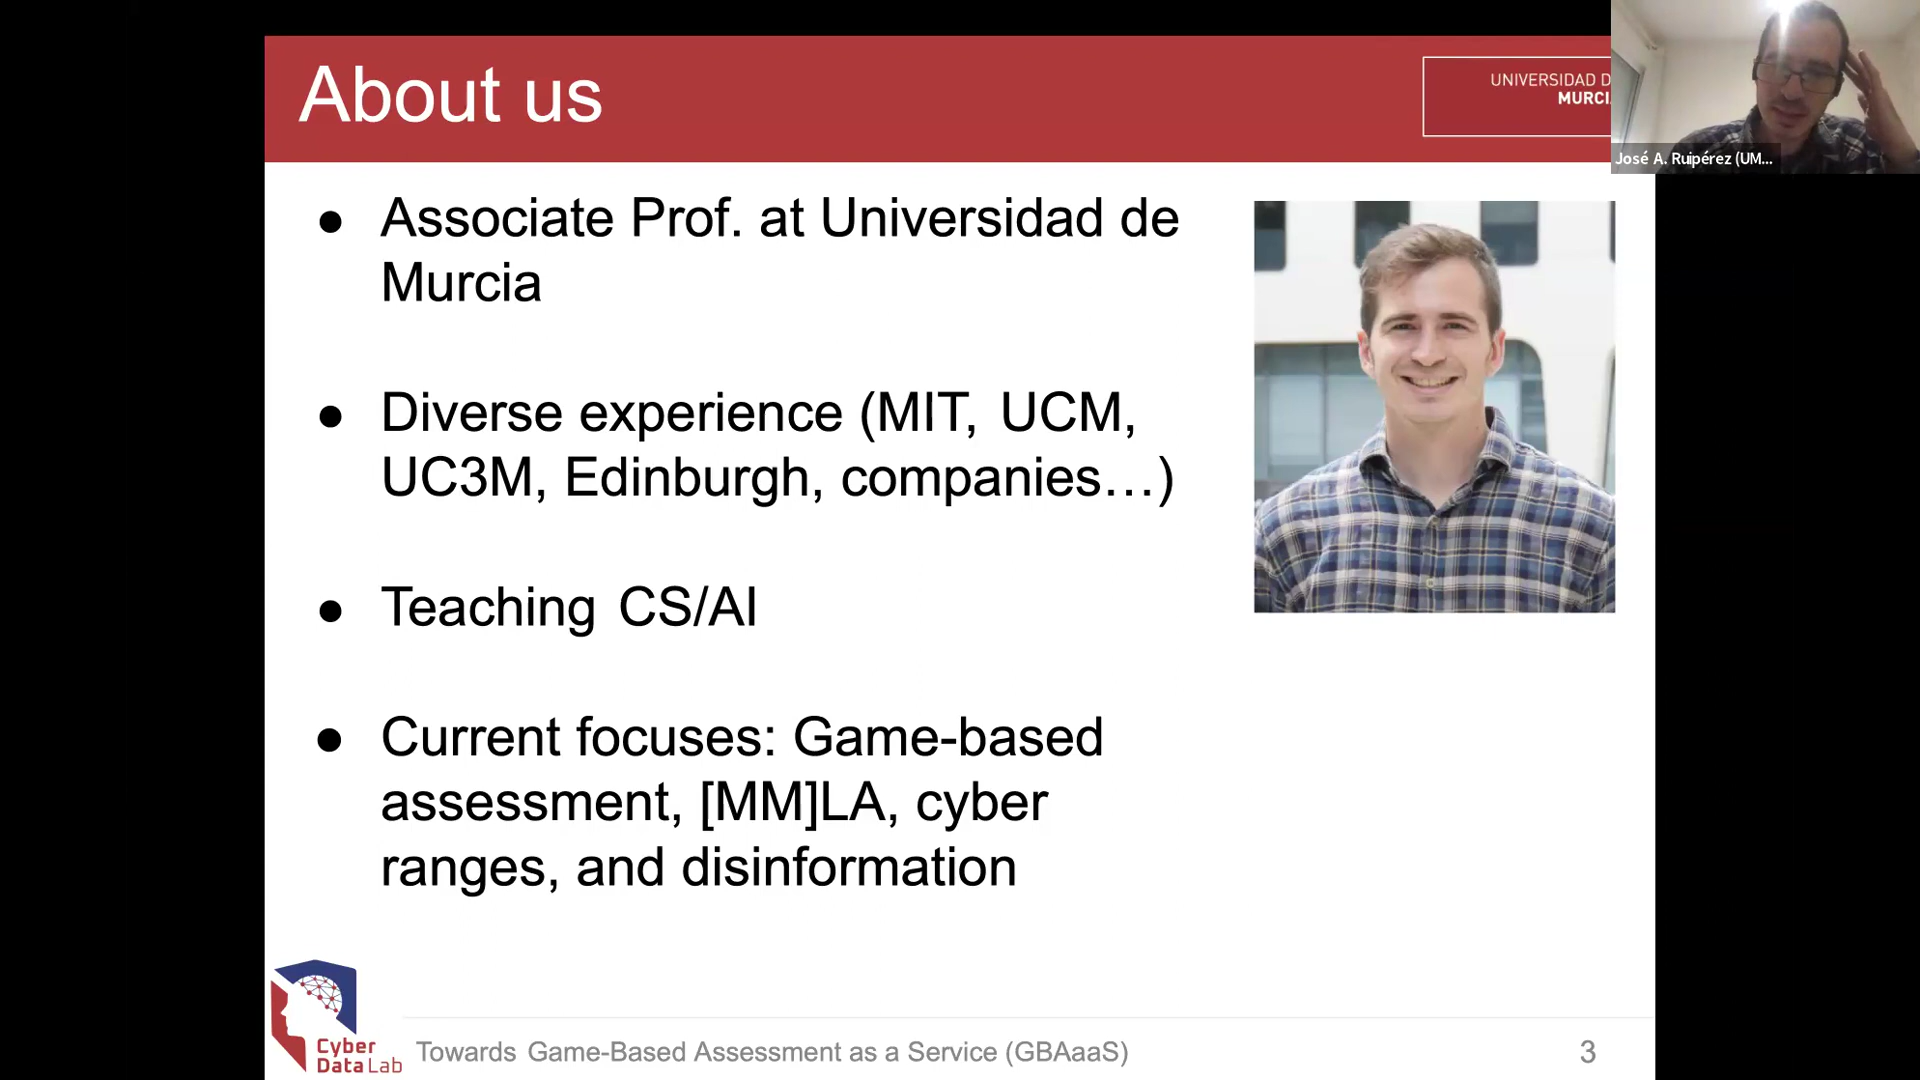 About us
UNIVERSIDAD D
MURCI
José A. Ruipérez (UM...
● Associate Prof. at Universidad de
Murcia
● Diverse experience (MIT, UCM,
UC3M, Edinburgh, companies…)
● Teaching CS/AI
● Current focuses: Game-based
assessment, [MM]LA, cyber
ranges, and disinformation
Cyber
DataLab
Towards Game-Based Assessment as a Service (GBAaaS)
3